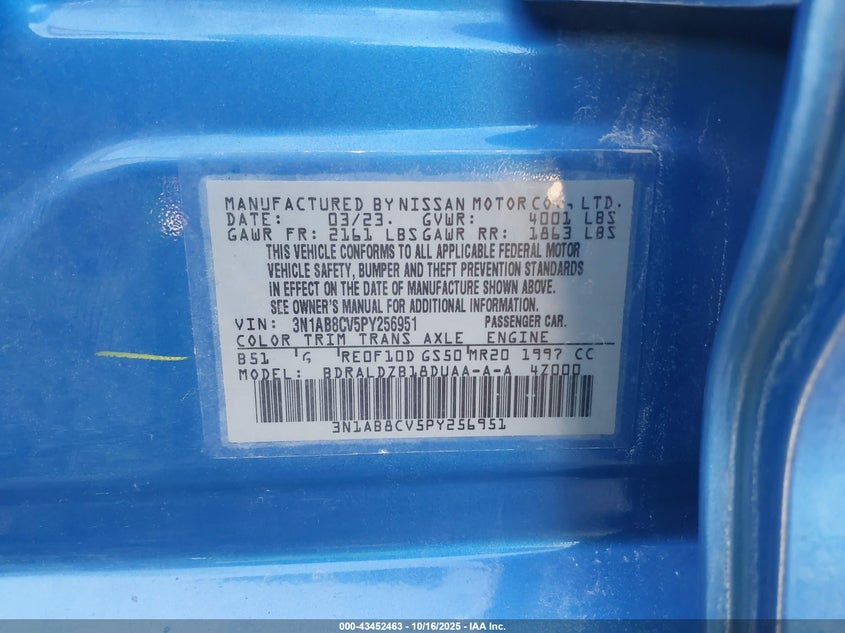 MANUFACTURED BY NISSAN MOTOR CO., LTD.
DATE: 03/23. GVWR: 4001 LBS
GAWR FR: 2161 LBS GAWR RR: 1863 LBS
THIS VEHICLE CONFORMS TO ALL APPLICABLE FEDERAL MOTOR
VEHICLE SAFETY, BUMPER AND THEFT PREVENTION STANDARDS
IN EFFECT ON THE DATE OF MANUFACTURE SHOWN ABOVE.
SEE OWNER'S MANUAL FOR ADDITIONAL INFORMATION.
VIN: 3N1AB8CV5PY256951 PASSENGER CAR.
COLOR TRIM TRANS AXLE ENGINE
B51 G RE0F10D GS50 MR20 1997 CC
MODEL: BDRALDZB18DUAA-A-A 4Z000
3N1AB8CV5PY256951
000-43452463 - 10/16/2025 - IAA Inc.